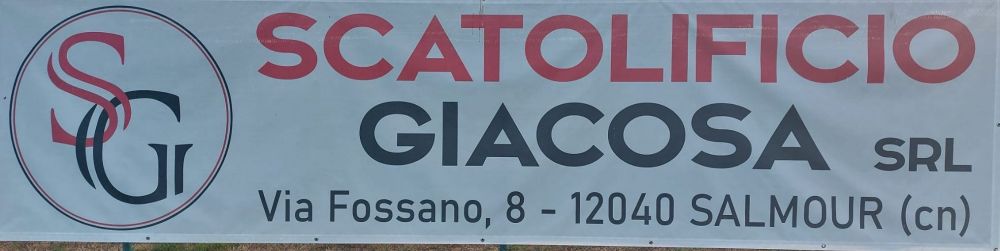 SG
SCATOLIFICIO
GIACOSA SRL
Via Fossano, 8 - 12040 SALMOUR (cn)